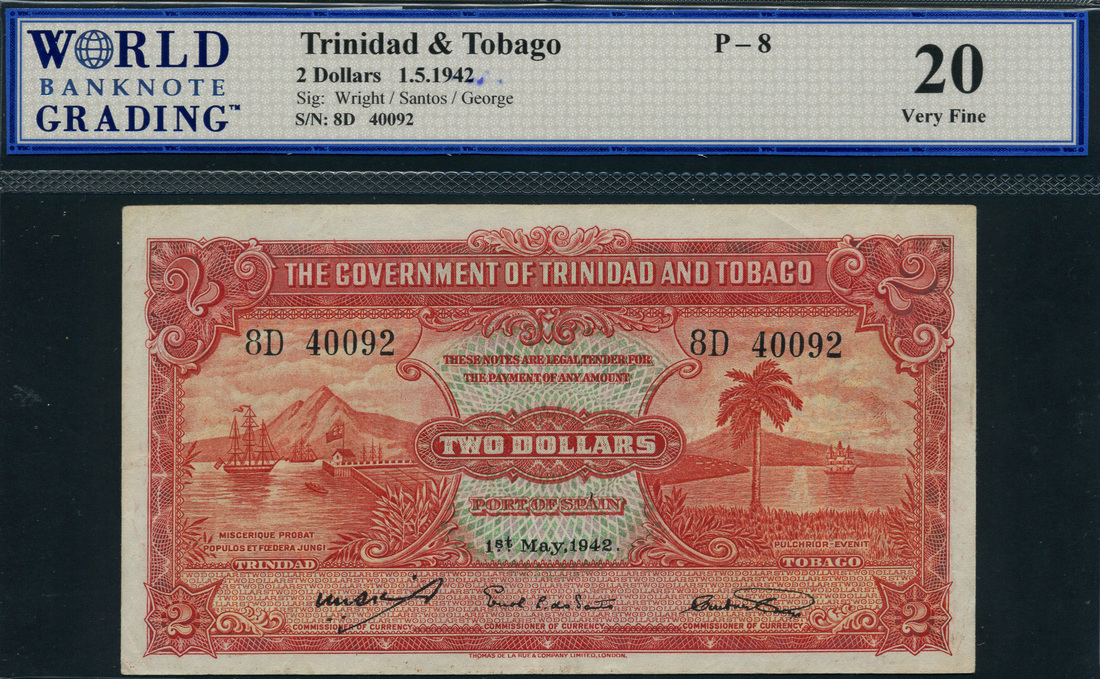 WORLD
BANKNOTE
GRADING™
Trinidad & Tobago
P – 8
2 Dollars 1.5.1942
Sig: Wright / Santos / George
S/N: 8D 40092
20
Very Fine
THE GOVERNMENT OF TRINIDAD AND TOBAGO
2
2
8D 40092
8D 40092
THESE NOTES ARE LEGAL TENDER FOR
THE PAYMENT OF ANY AMOUNT
TWO DOLLARS
PORT OF SPAIN
1st May, 1942.
MISCERIQUE PROBAT
POPULOS ET FŒDERA JUNGI
TRINIDAD
PULCHRIOR-EVENIT
TOBAGO
2
COMMISSIONER OF CURRENCY
COMMISSIONER OF CURRENCY
COMMISSIONER OF CURRENCY
2
THOMAS DE LA RUE & COMPANY LIMITED, LONDON.